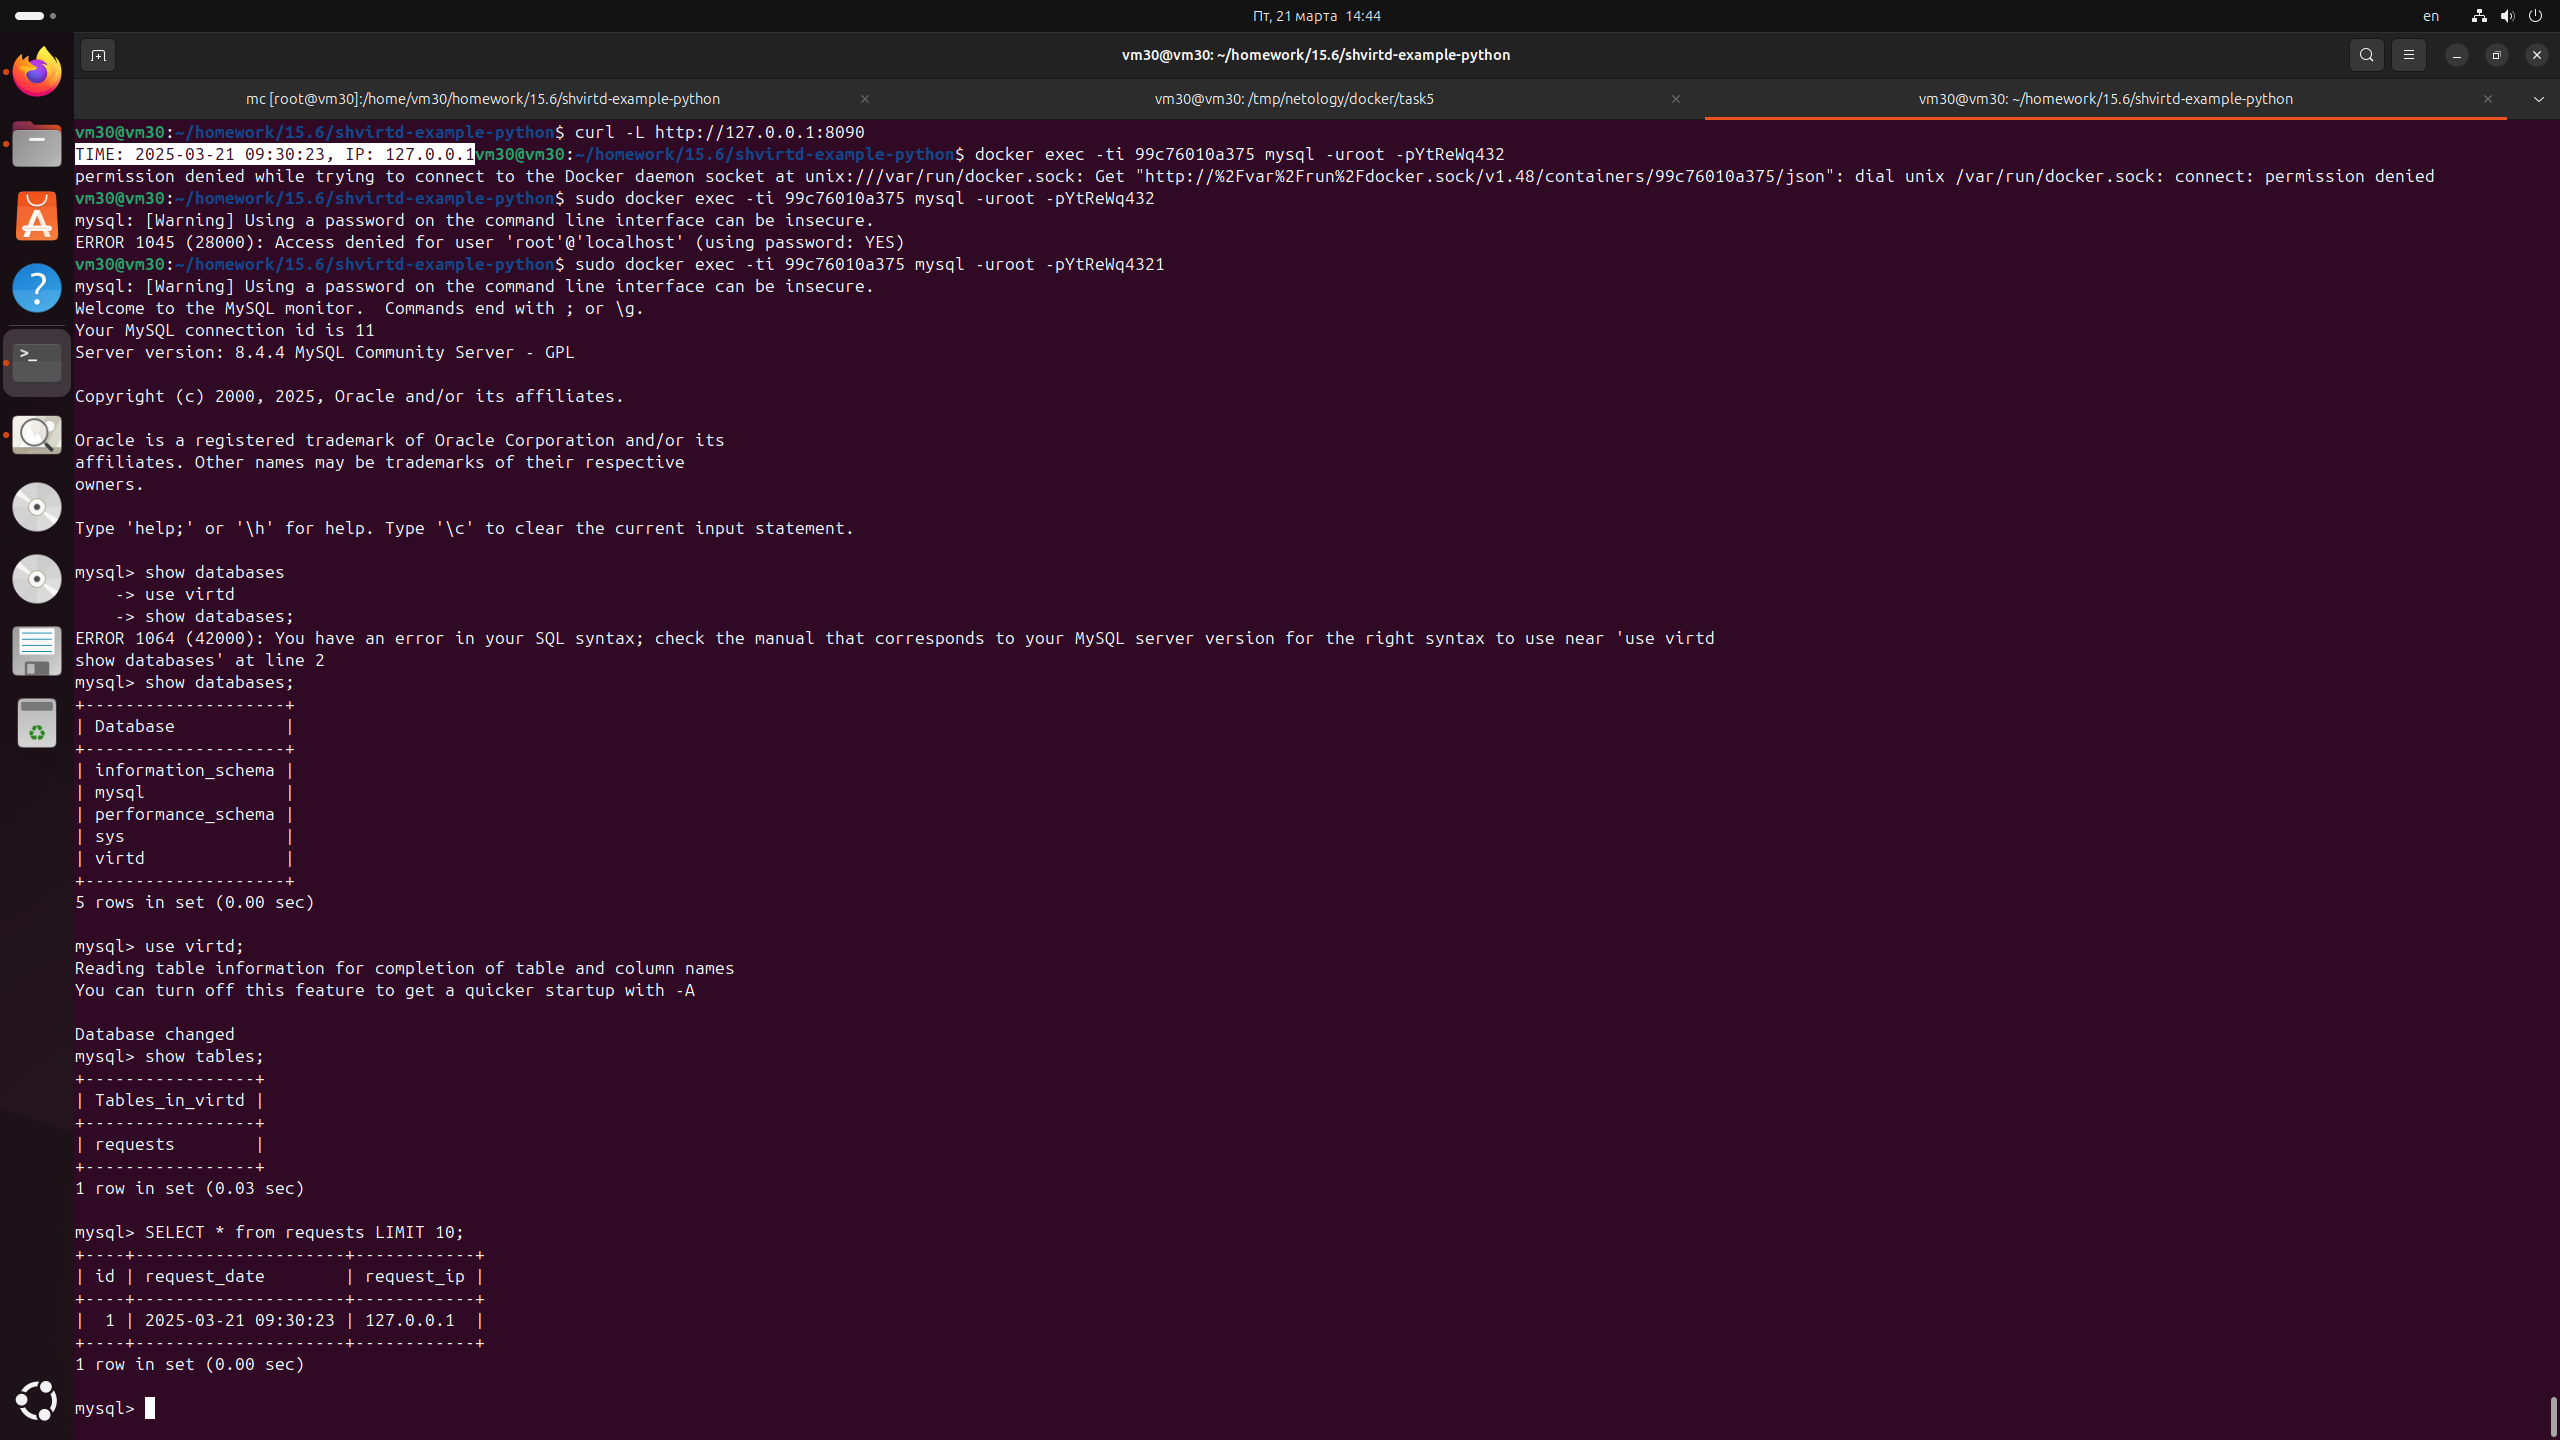 Пт, 21 марта 14:44
en
vm30@vm30: ~/homework/15.6/shvirtd-example-python
mc [root@vm30]:/home/vm30/homework/15.6/shvirtd-example-python
vm30@vm30: /tmp/netology/docker/task5
vm30@vm30: ~/homework/15.6/shvirtd-example-python
vm30@vm30:~/homework/15.6/shvirtd-example-python$ curl -L http://127.0.0.1:8090
TIME: 2025-03-21 09:30:23, IP: 127.0.0.1vm30@vm30:~/homework/15.6/shvirtd-example-python$ docker exec -ti 99c76010a375 mysql -uroot -pYtReWq432
permission denied while trying to connect to the Docker daemon socket at unix:///var/run/docker.sock: Get "http://%2Fvar%2Frun%2Fdocker.sock/v1.48/containers/99c76010a375/json": dial unix /var/run/docker.sock: connect: permission denied
vm30@vm30:~/homework/15.6/shvirtd-example-python$ sudo docker exec -ti 99c76010a375 mysql -uroot -pYtReWq432
mysql: [Warning] Using a password on the command line interface can be insecure.
ERROR 1045 (28000): Access denied for user 'root'@'localhost' (using password: YES)
vm30@vm30:~/homework/15.6/shvirtd-example-python$ sudo docker exec -ti 99c76010a375 mysql -uroot -pYtReWq4321
mysql: [Warning] Using a password on the command line interface can be insecure.
Welcome to the MySQL monitor.  Commands end with ; or \g.
Your MySQL connection id is 11
Server version: 8.4.4 MySQL Community Server - GPL

Copyright (c) 2000, 2025, Oracle and/or its affiliates.

Oracle is a registered trademark of Oracle Corporation and/or its
affiliates. Other names may be trademarks of their respective
owners.

Type 'help;' or '\h' for help. Type '\c' to clear the current input statement.

mysql> show databases
    -> use virtd
    -> show databases;
ERROR 1064 (42000): You have an error in your SQL syntax; check the manual that corresponds to your MySQL server version for the right syntax to use near 'use virtd
show databases' at line 2
mysql> show databases;
+--------------------+
| Database           |
+--------------------+
| information_schema |
| mysql              |
| performance_schema |
| sys                |
| virtd              |
+--------------------+
5 rows in set (0.00 sec)

mysql> use virtd;
Reading table information for completion of table and column names
You can turn off this feature to get a quicker startup with -A

Database changed
mysql> show tables;
+-----------------+
| Tables_in_virtd |
+-----------------+
| requests        |
+-----------------+
1 row in set (0.03 sec)

mysql> SELECT * from requests LIMIT 10;
+----+---------------------+------------+
| id | request_date        | request_ip |
+----+---------------------+------------+
|  1 | 2025-03-21 09:30:23 | 127.0.0.1  |
+----+---------------------+------------+
1 row in set (0.00 sec)

mysql>